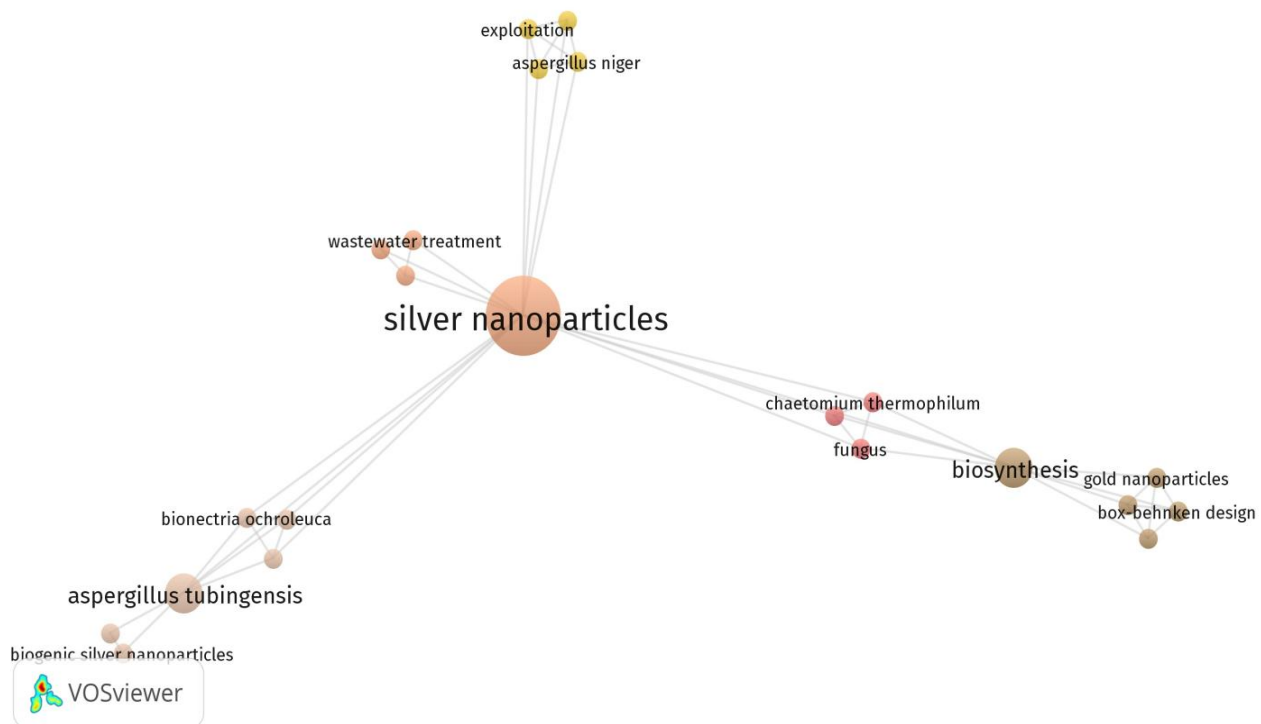 exploitation
aspergillus niger
wastewater treatment
silver nanoparticles
chaetomium thermophilum
fungus
biosynthesis
gold nanoparticles
box-behnken design
bionectria ochroleuca
aspergillus tubingensis
biogenic silver nanoparticles
VOSviewer